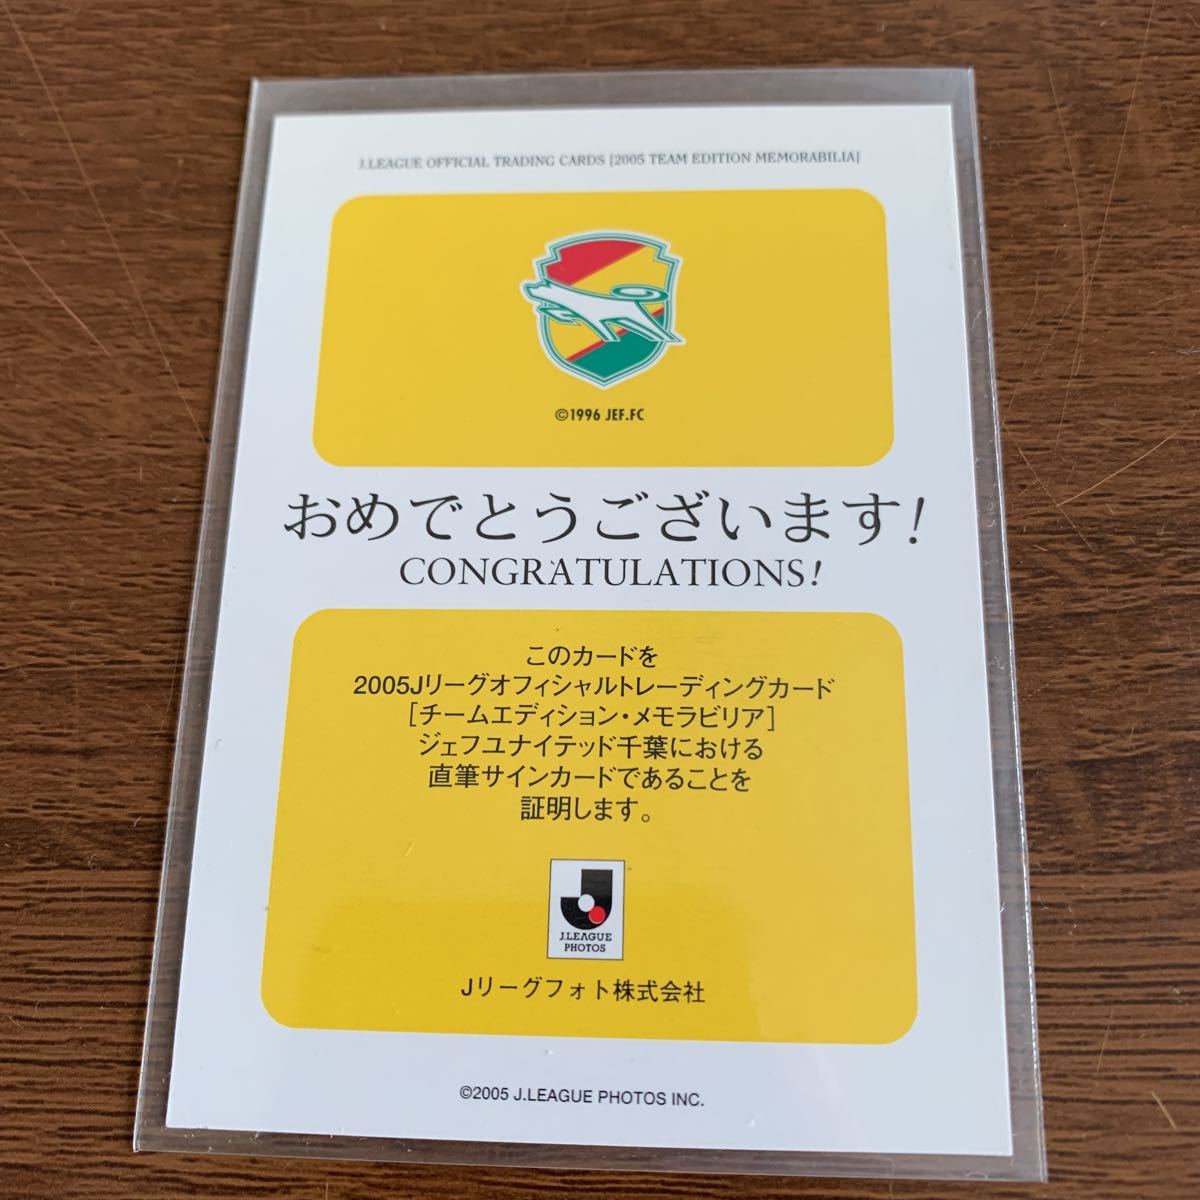 J.LEAGUE OFFICIAL TRADING CARDS [2005 TEAM EDITION MEMORABILIA]
©1996 JEF.FC
おめでとうございます!
CONGRATULATIONS!
このカードを
2005Jリーグオフィシャルトレーディングカード
[チームエディション・メモラビリア]
ジェフユナイテッド千葉における
直筆サインカードであることを
証明します。
J.LEAGUE
PHOTOS
Jリーグフォト株式会社
©2005 J.LEAGUE PHOTOS INC.